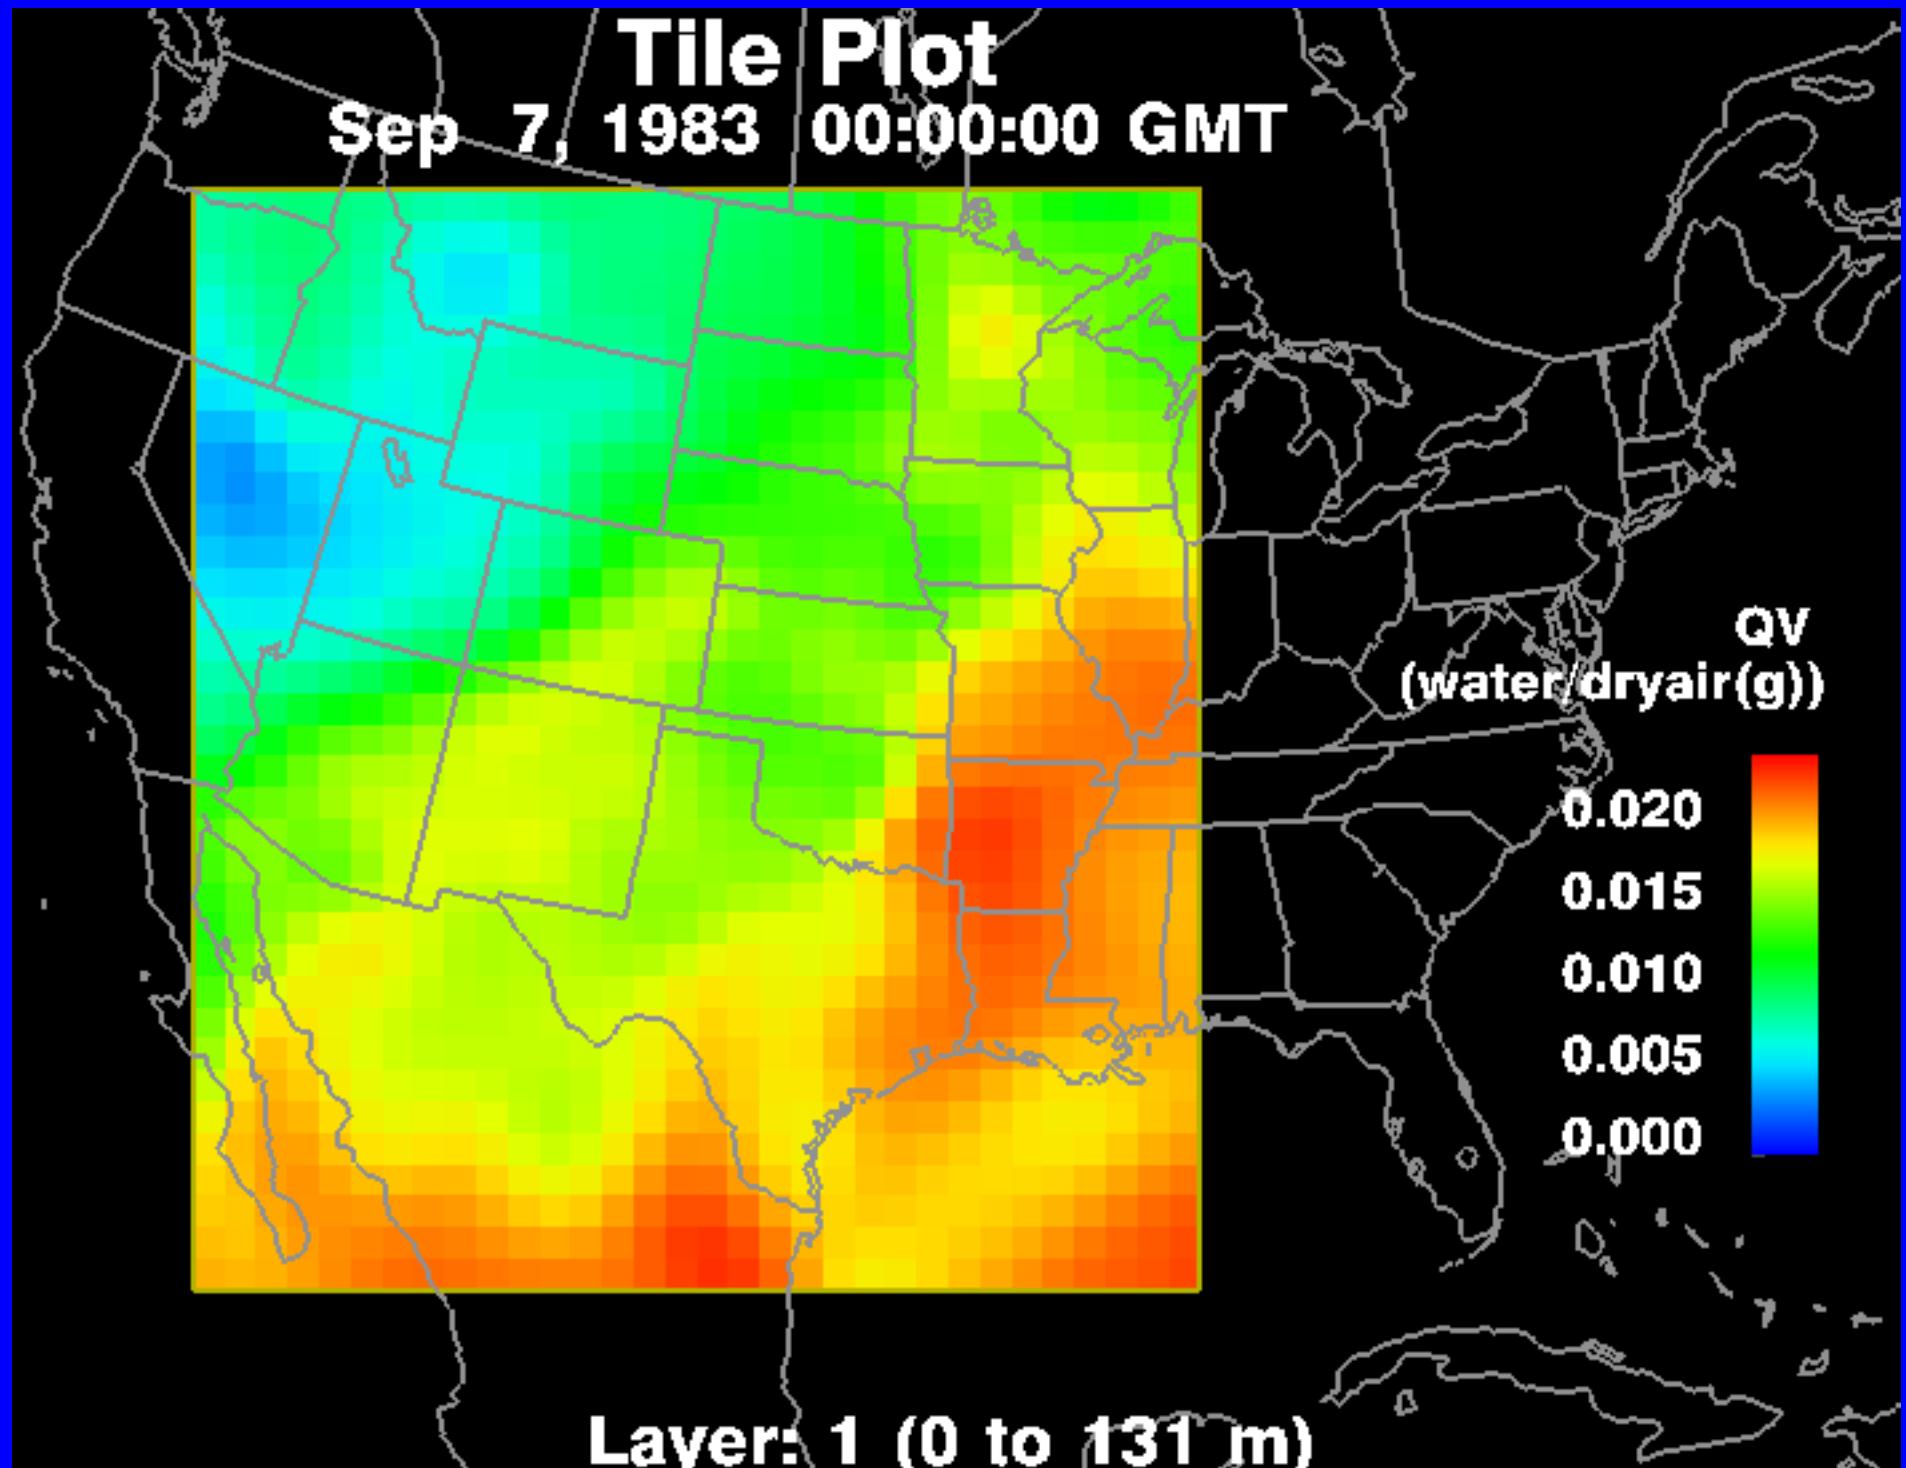 Tile Plot
Sep 7, 1983 00:00:00 GMT
QV
(water/dryair(g))
0.020
0.015
0.010
0.005
0.000
Layer: 1 (0 to 131 m)